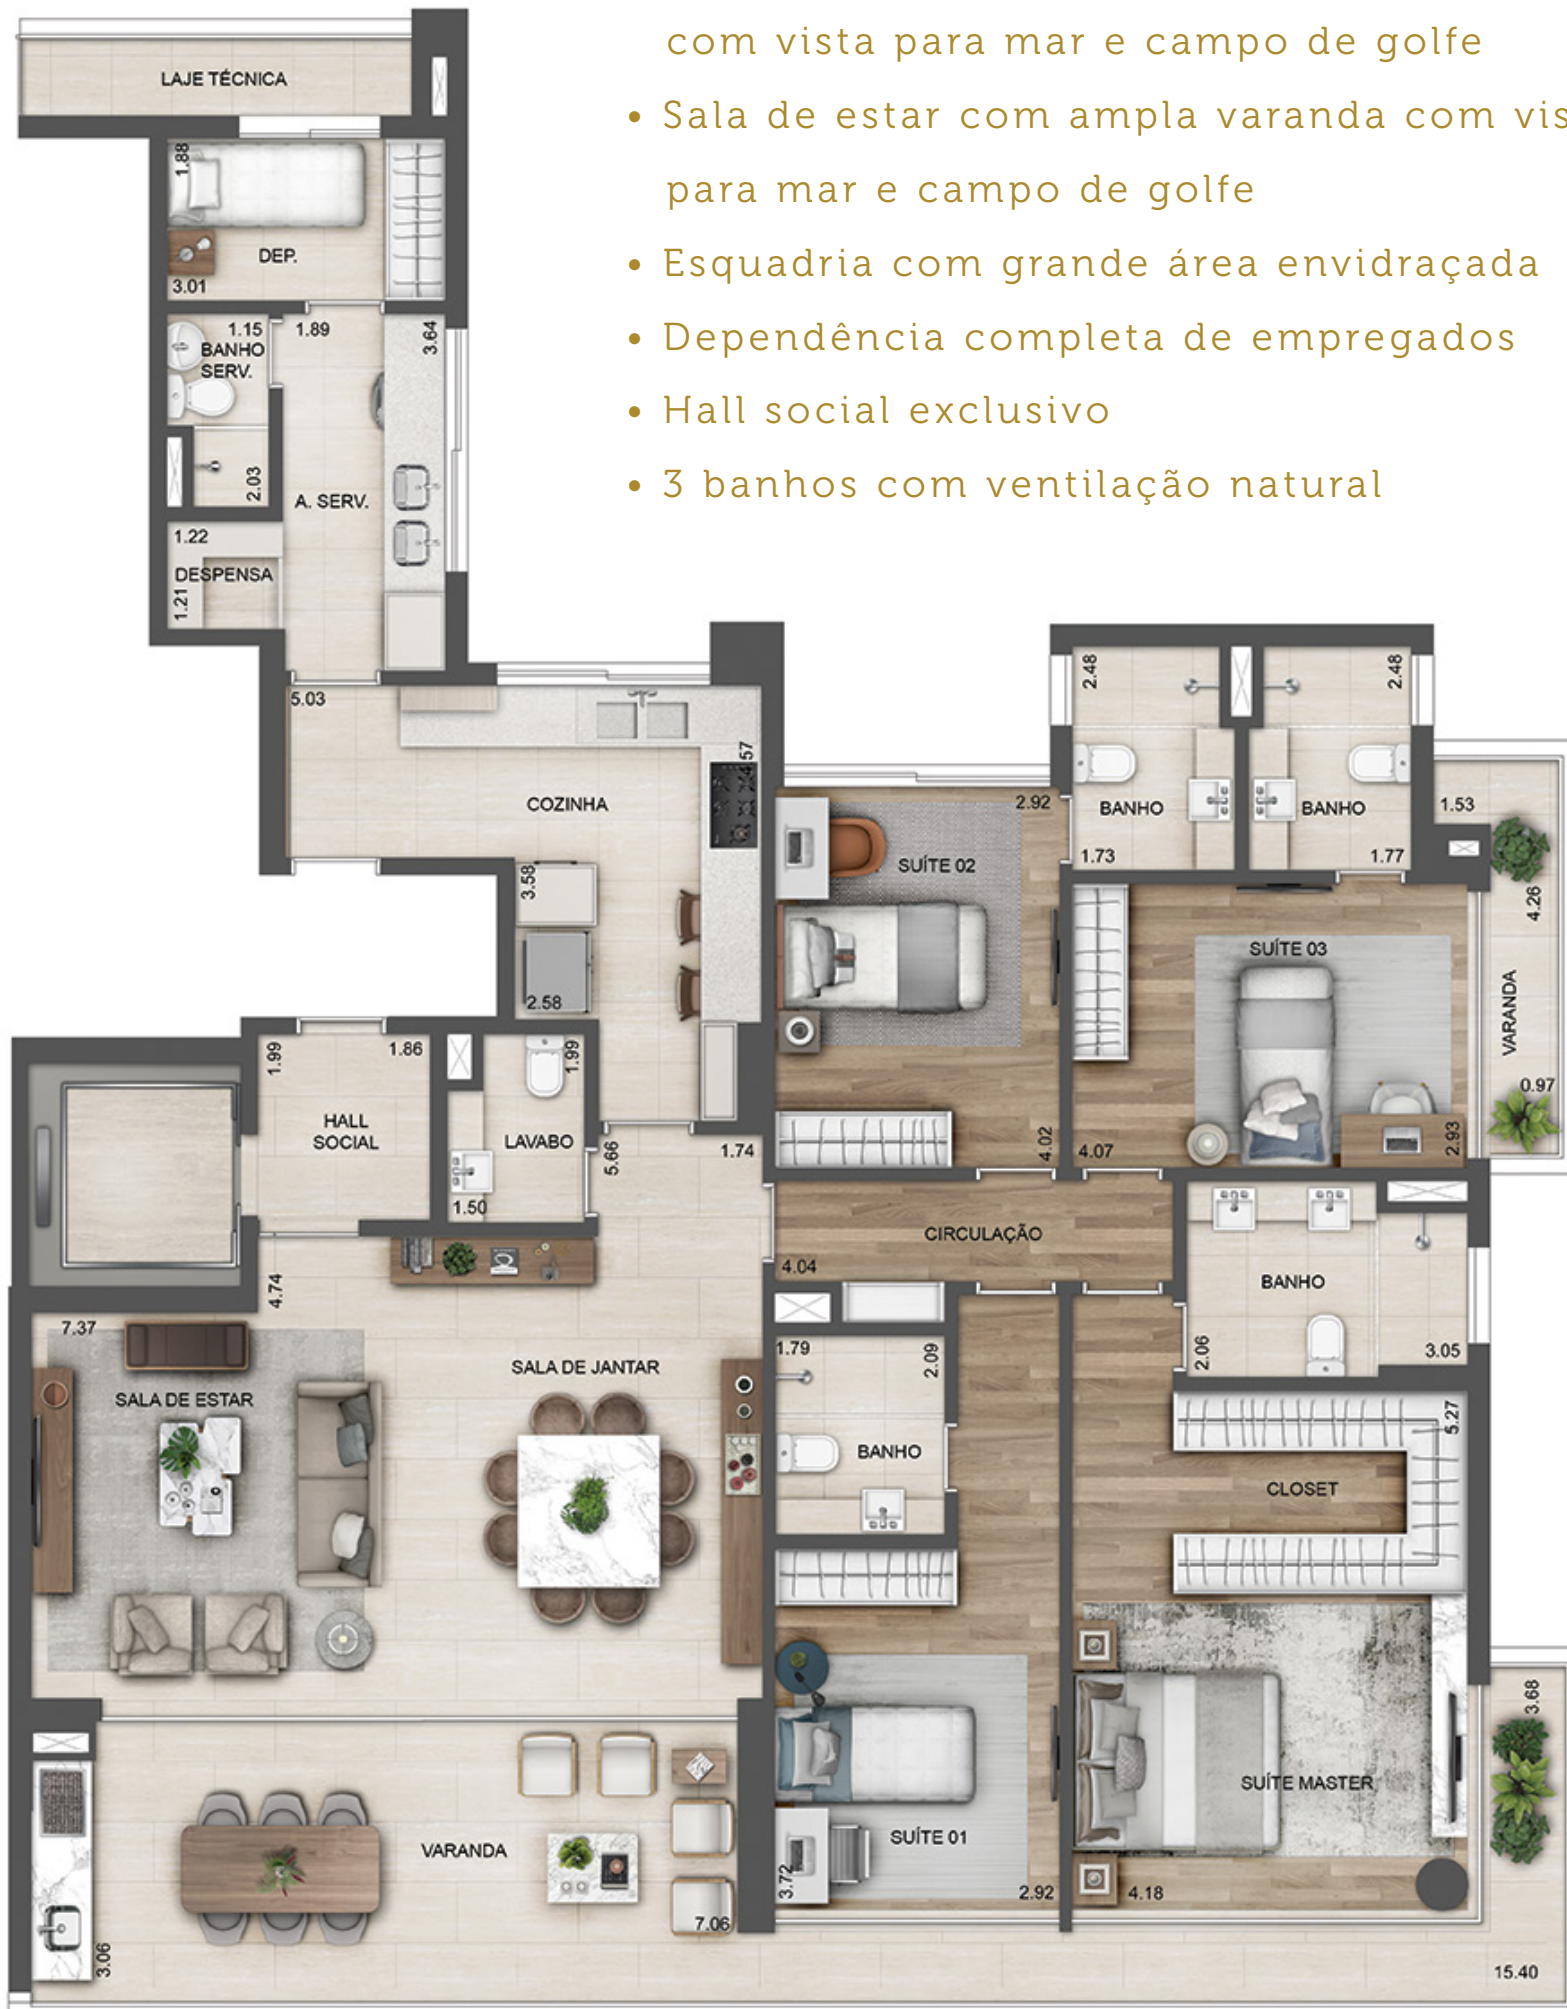 com vista para mar e campo de golfe
• Sala de estar com ampla varanda com vis
para mar e campo de golfe
• Esquadria com grande área envidraçada
• Dependência completa de empregados
• Hall social exclusivo
• 3 banhos com ventilação natural
LAJE TÉCNICA
1.88
DEP.
3.01
1.15
1.89
3.64
BANHO
SERV.
2.03
A. SERV.
1.22
DESPENSA
1.21
5.03
4.57
COZINHA
3.58
2.58
2.48
2.48
2.92
BANHO
BANHO
1.53
1.73
1.77
SUÍTE 02
4.26
SUÍTE 03
VARANDA
0.97
1.99
1.86
1.99
HALL
SOCIAL
LAVABO
5.66
1.74
4.02
4.07
2.93
1.50
CIRCULAÇÃO
4.04
4.74
BANHO
7.37
1.79
2.09
2.06
3.05
SALA DE JANTAR
SALA DE ESTAR
5.27
BANHO
CLOSET
3.68
SUÍTE MASTER
SUÍTE 01
VARANDA
3.72
2.92
4.18
7.06
3.06
15.40